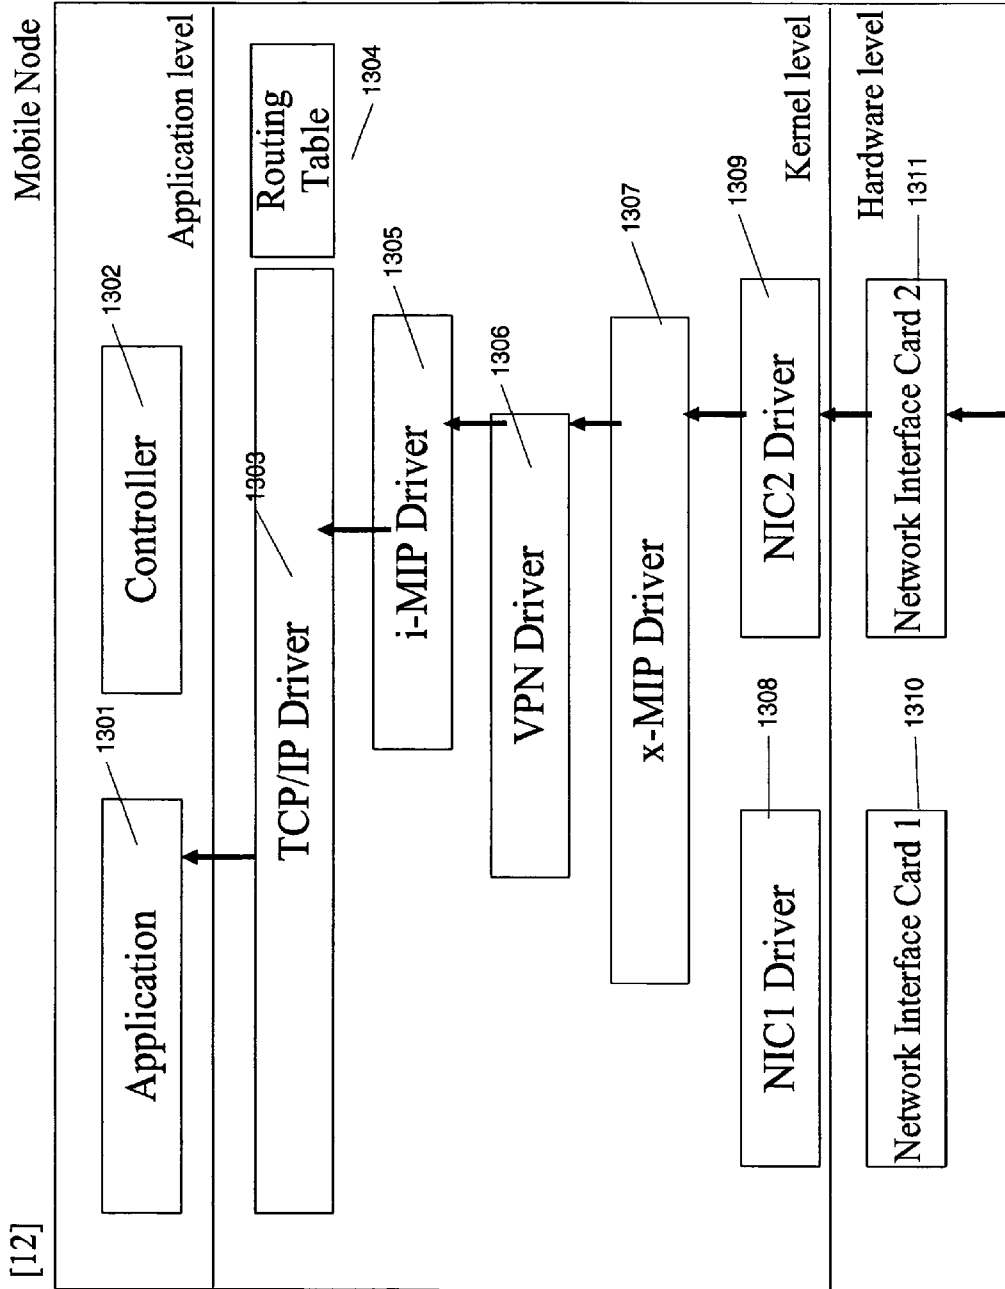 [12]
Mobile Node
Application level
1301
1302
Application
Controller
1303
TCP/IP Driver
Routing
Table
1304
1305
i-MIP Driver
1306
VPN Driver
1307
x-MIP Driver
1308
1309
NIC1 Driver
NIC2 Driver
Kernel level
Hardware level
1310
1311
Network Interface Card 1
Network Interface Card 2